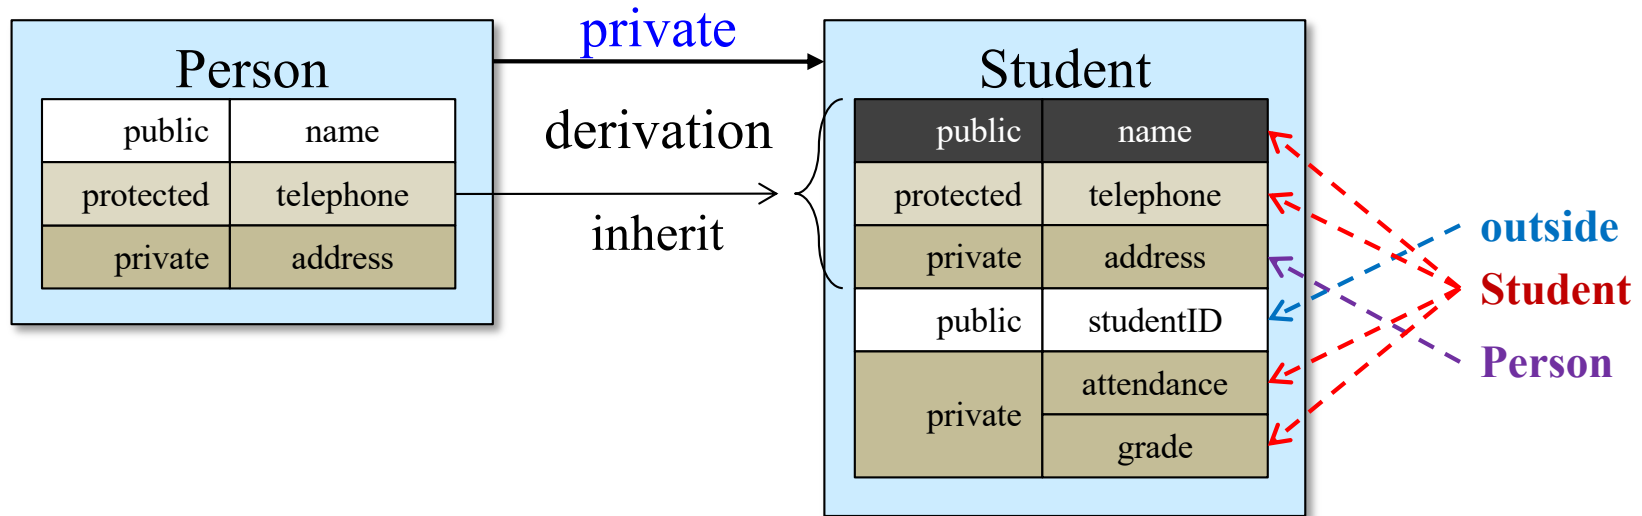 private
Person
Student
derivation
inherit
public name
protected telephone
private address
public name
protected telephone
private address
public studentID
private attendance
grade
outside
Student
Person